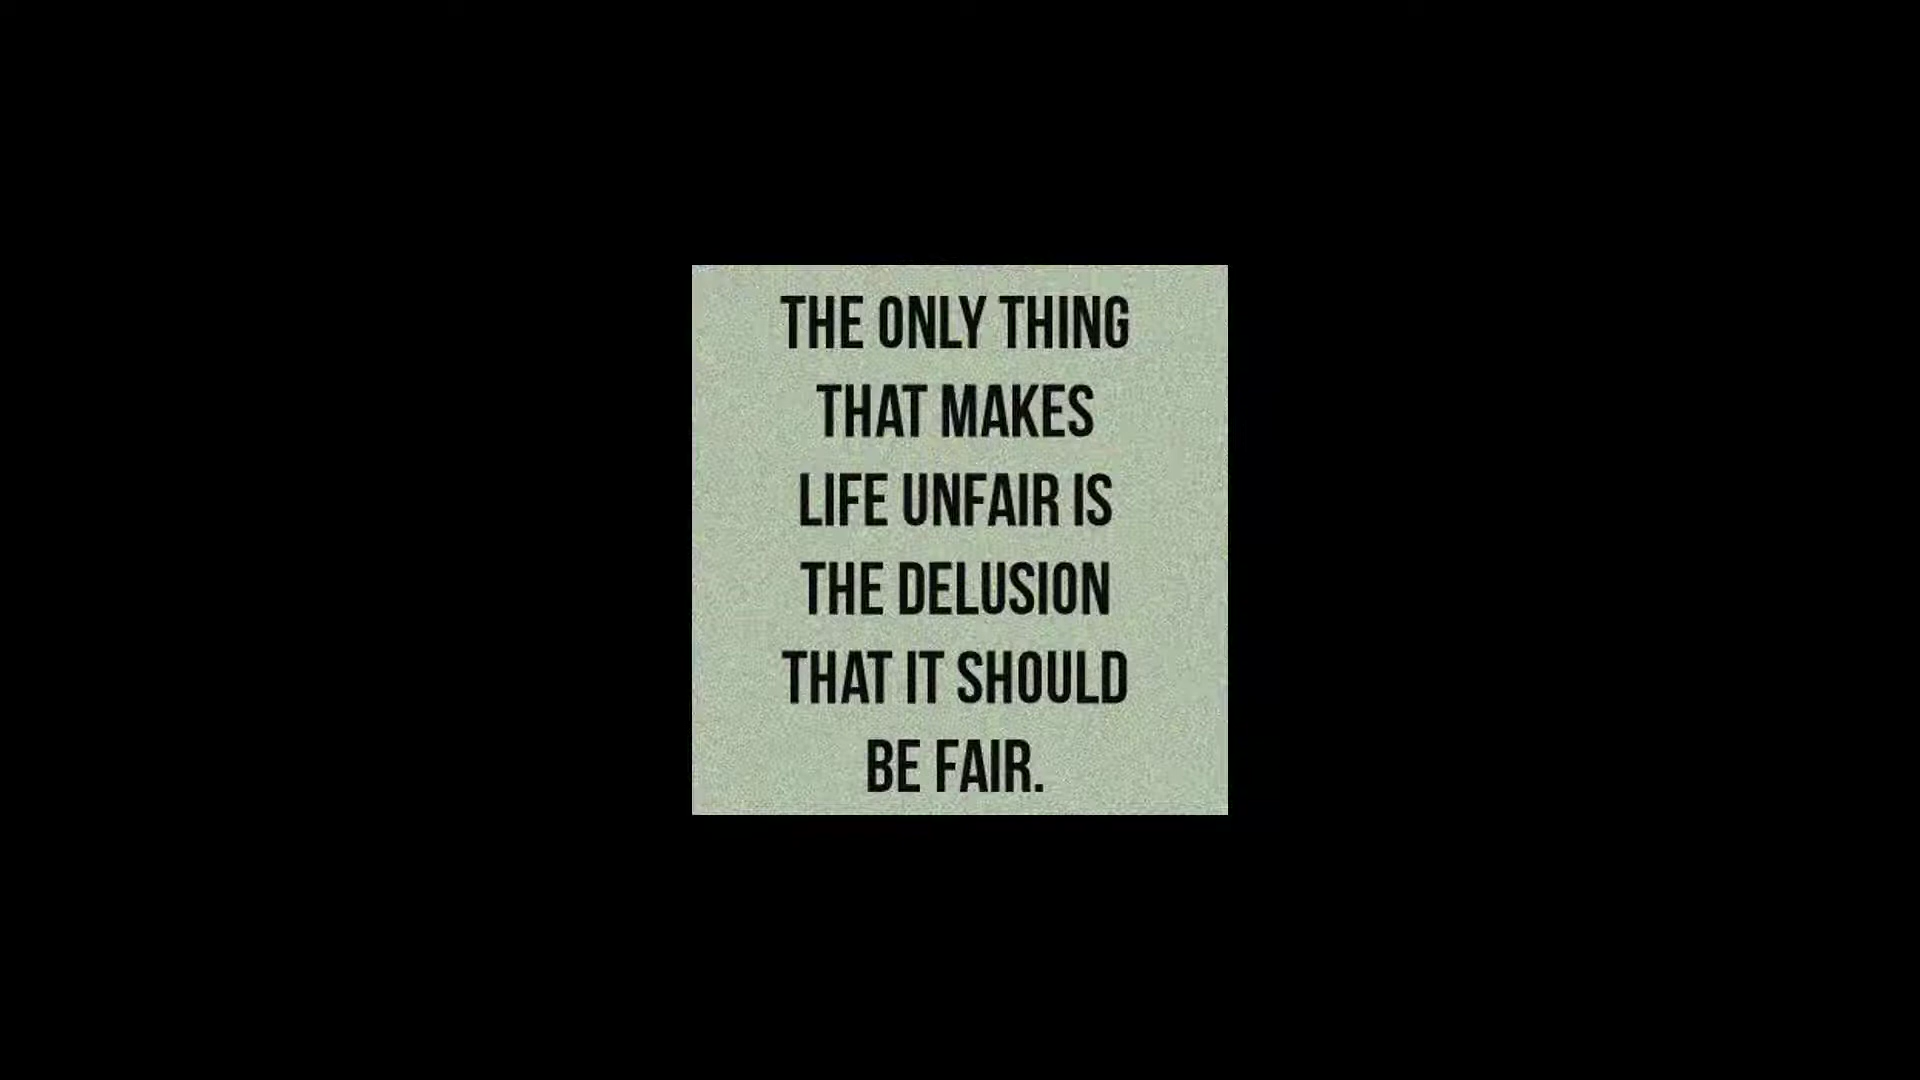 THE ONLY THING
THAT MAKES
LIFE UNFAIR IS
THE DELUSION
THAT IT SHOULD
BE FAIR.